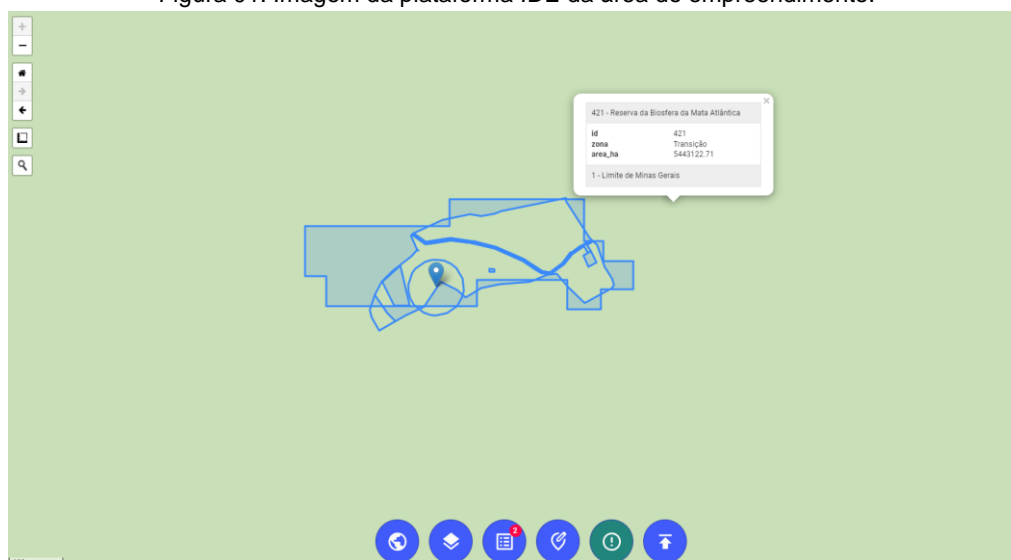 Figura 01: Imagem da plataforma IDE da área do empreendimento.
421 - Reserva da Biosfera da Mata Atlântica
id 421
zona Transição
area_ha 5443122.71
1 - Limite de Minas Gerais
2